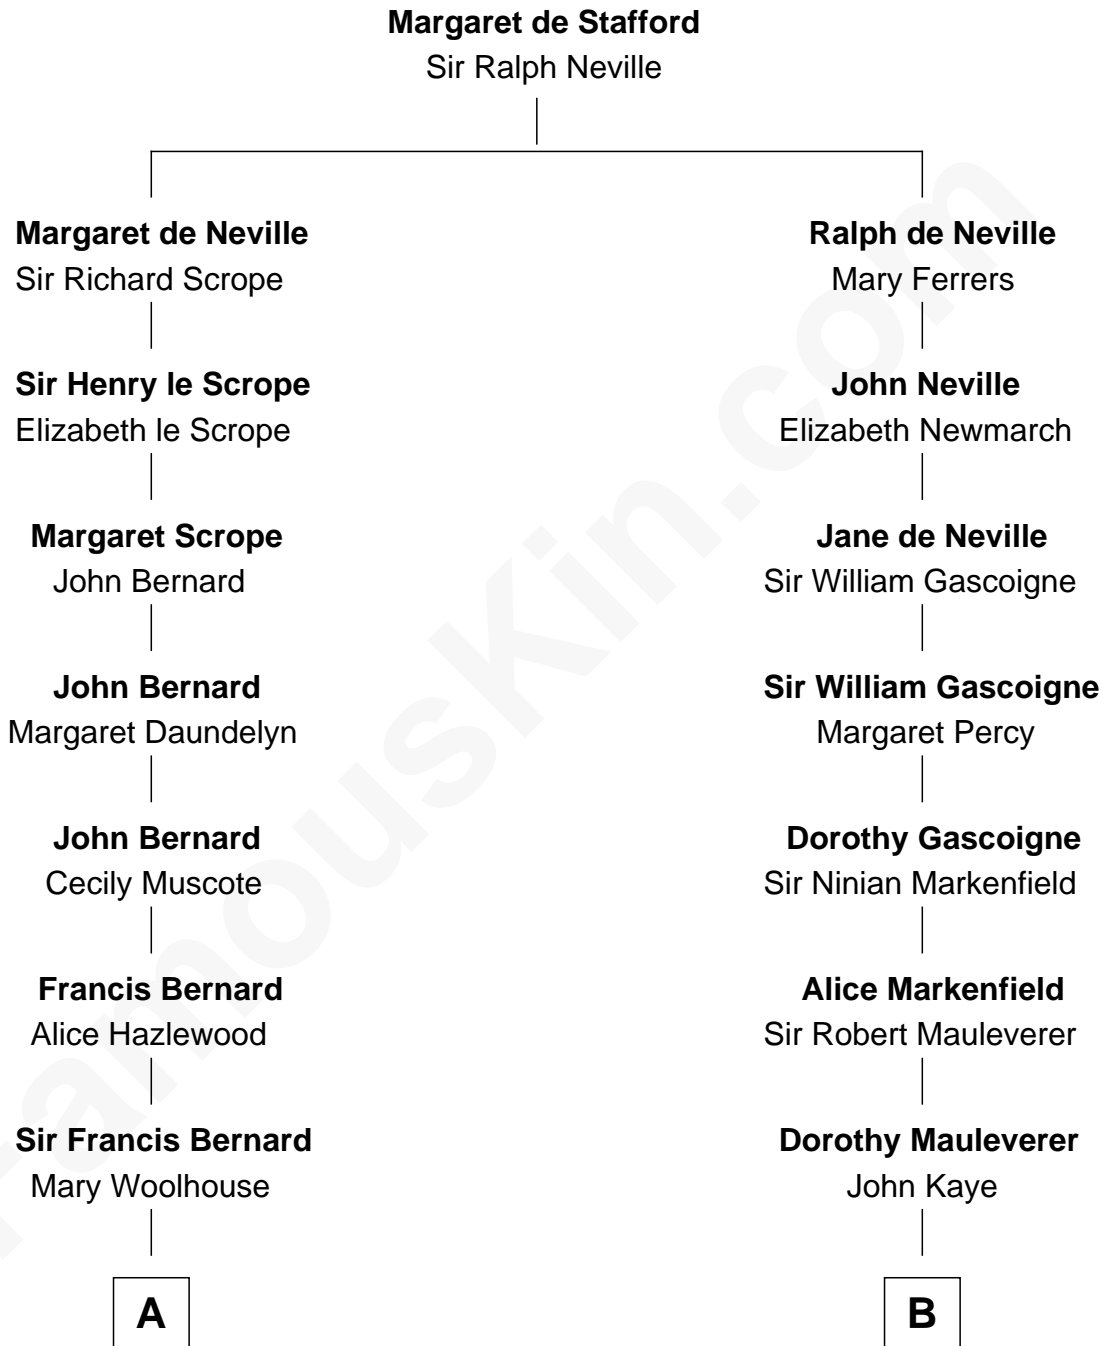 Margaret de Stafford
Sir Ralph Neville
Margaret de Neville
Sir Richard Scrope
Ralph de Neville
Mary Ferrers
Sir Henry le Scrope
Elizabeth le Scrope
John Neville
Elizabeth Newmarch
Margaret Scrope
John Bernard
Jane de Neville
Sir William Gascoigne
John Bernard
Margaret Daundelyn
Sir William Gascoigne
Margaret Percy
John Bernard
Cecily Muscote
Dorothy Gascoigne
Sir Ninian Markenfield
Francis Bernard
Alice Hazlewood
Alice Markenfield
Sir Robert Mauleverer
Sir Francis Bernard
Mary Woolhouse
Dorothy Mauleverer
John Kaye
A
B
FamousKin.com